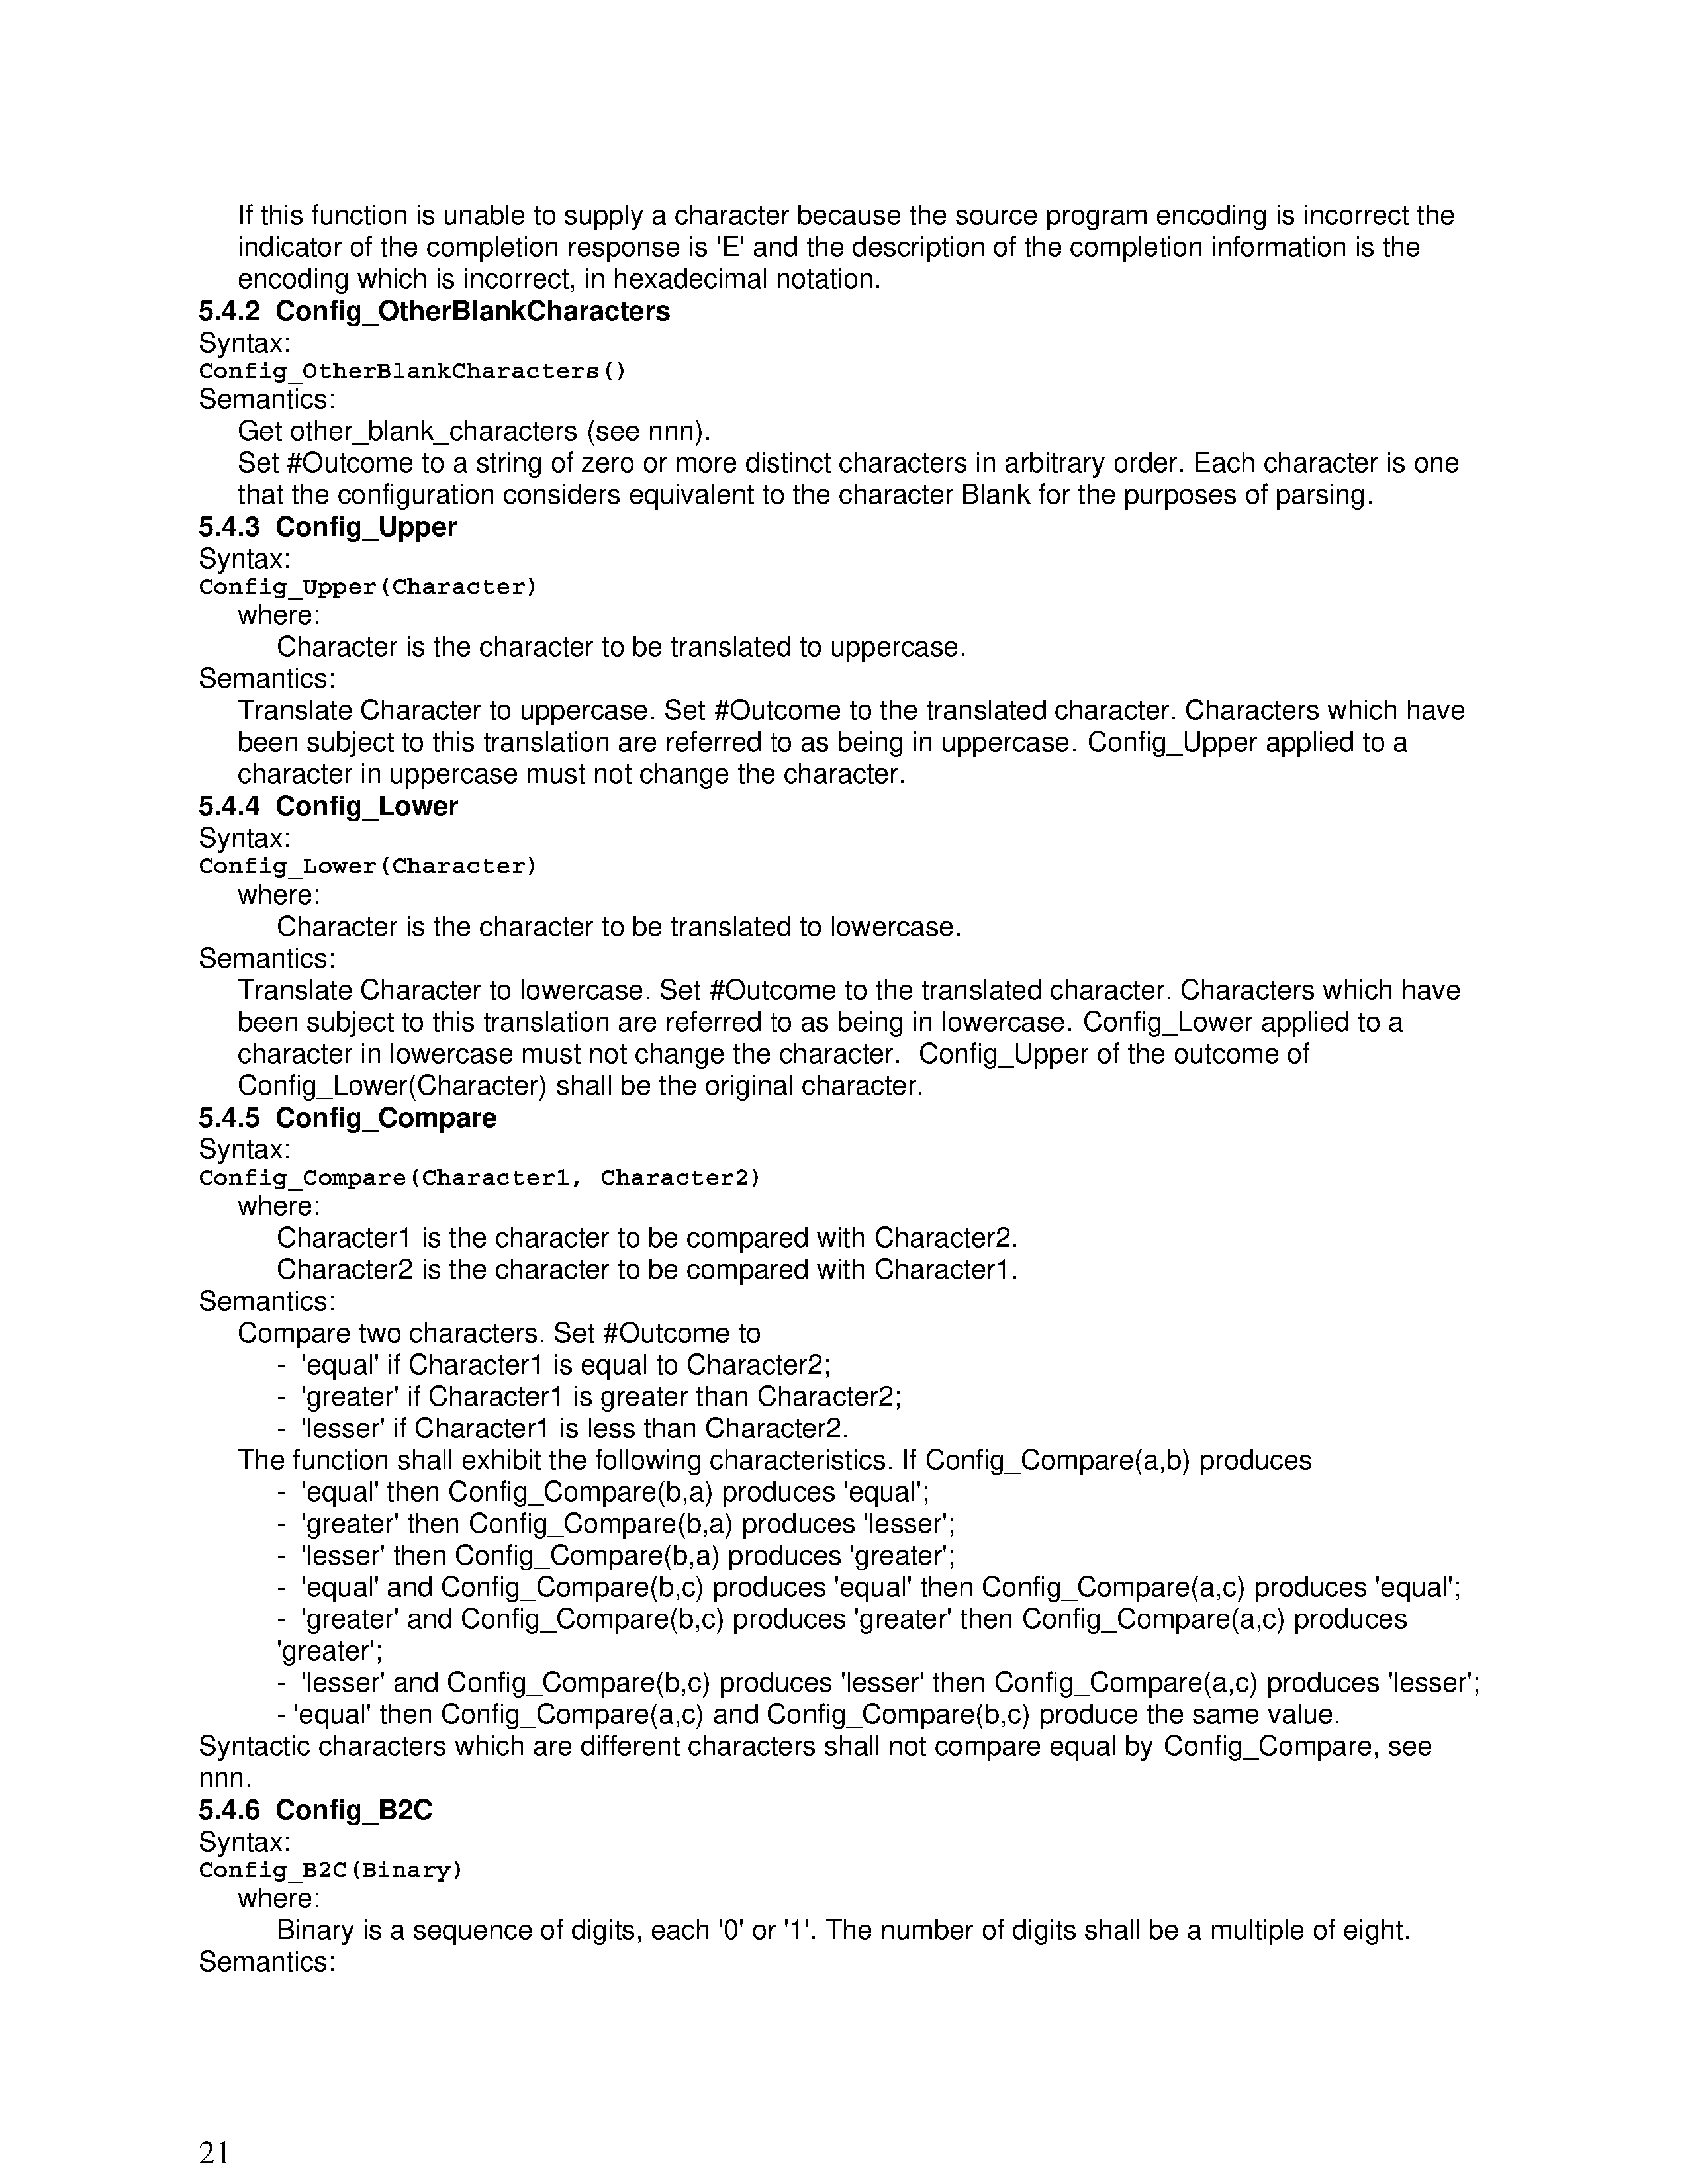 If this function is unable to supply a character because the source program encoding is incorrect the
indicator of the completion response is 'E' and the description of the completion information is the
encoding which is incorrect, in hexadecimal notation.
5.4.2 Config_OtherBlankCharacters
Syntax:
Config_OtherBlankCharacters()
Semantics:
Get other_blank_characters (see nnn).
Set #Outcome to a string of zero or more distinct characters in arbitrary order. Each character is one
that the configuration considers equivalent to the character Blank for the purposes of parsing.
5.4.3 Config_Upper
Syntax:
Config_Upper(Character)
where:
Character is the character to be translated to uppercase.
Semantics:
Translate Character to uppercase. Set #Outcome to the translated character. Characters which have
been subject to this translation are referred to as being in uppercase. Config_Upper applied to a
character in uppercase must not change the character.
5.4.4 Config_Lower
Syntax:
Config_Lower(Character)
where:
Character is the character to be translated to lowercase.
Semantics:
Translate Character to lowercase. Set #Outcome to the translated character. Characters which have
been subject to this translation are referred to as being in lowercase. Config_Lower applied to a
character in lowercase must not change the character. Config_Upper of the outcome of
Config_Lower(Character) shall be the original character.
5.4.5 Config_Compare
Syntax:
Config_Compare(Character1, Character2)
where:
Character1 is the character to be compared with Character2.
Character2 is the character to be compared with Character1.
Semantics:
Compare two characters. Set #Outcome to
- 'equal' if Character1 is equal to Character2;
- 'greater' if Character1 is greater than Character2;
- 'lesser' if Character1 is less than Character2.
The function shall exhibit the following characteristics. If Config_Compare(a,b) produces
- 'equal' then Config_Compare(b,a) produces 'equal';
- 'greater' then Config_Compare(b,a) produces 'lesser';
- 'lesser' then Config_Compare(b,a) produces 'greater';
- 'equal' and Config_Compare(b,c) produces 'equal' then Config_Compare(a,c) produces 'equal';
- 'greater' and Config_Compare(b,c) produces 'greater' then Config_Compare(a,c) produces
'greater';
- 'lesser' and Config_Compare(b,c) produces 'lesser' then Config_Compare(a,c) produces 'lesser';
- 'equal' then Config_Compare(a,c) and Config_Compare(b,c) produce the same value.
Syntactic characters which are different characters shall not compare equal by Config_Compare, see
nnn.
5.4.6 Config_B2C
Syntax:
Config_B2C(Binary)
where:
Binary is a sequence of digits, each '0' or '1'. The number of digits shall be a multiple of eight.
Semantics:
21